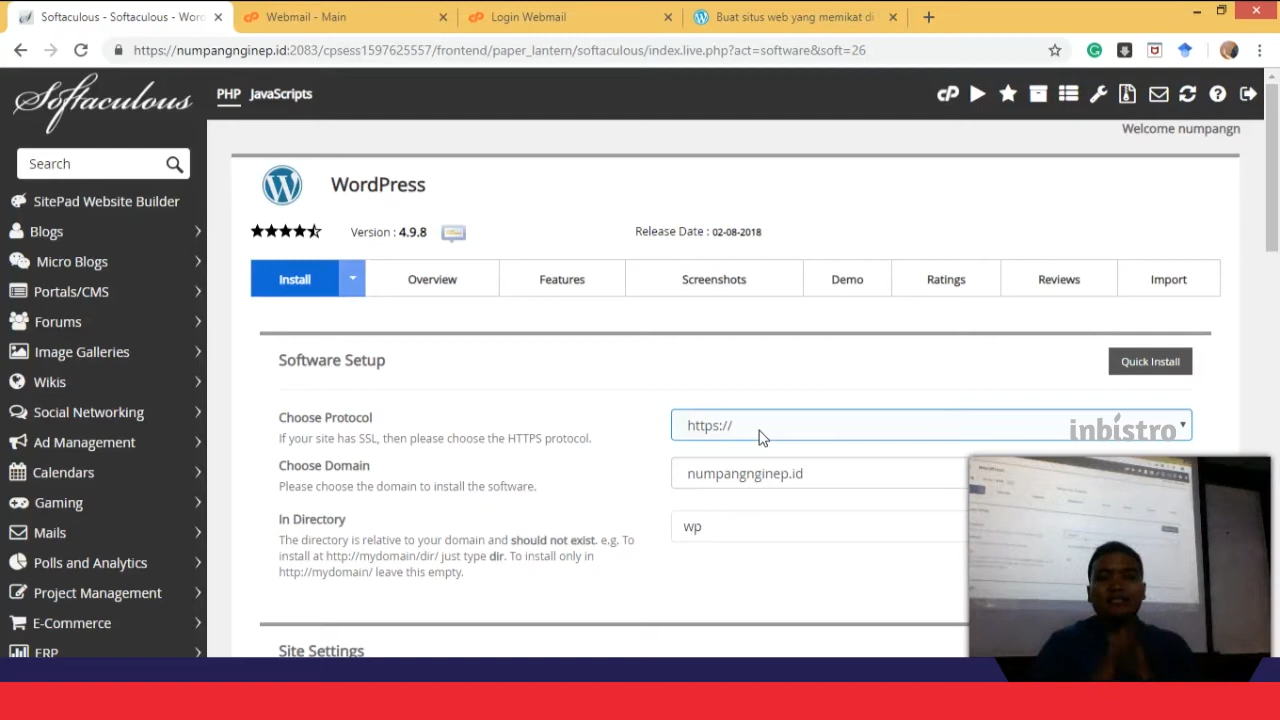 Softaculous - Softaculous - Wor
Webmail - Main
Login Webmail
Buat situs web yang memikat di
https://numpangnginep.id:2083/cpsess1597625557/frontend/paper_lantern/softaculous/index.live.php?act=software&soft=26
Softaculous
PHP JavaScripts
cP
Welcome numpangn
Search
SitePad Website Builder
Blogs
Micro Blogs
Portals/CMS
Forums
Image Galleries
Wikis
Social Networking
Ad Management
Calendars
Gaming
Mails
Polls and Analytics
Project Management
E-Commerce
ERP
WordPress
Version : 4.9.8
Release Date : 02-08-2018
Install
Overview
Features
Screenshots
Demo
Ratings
Reviews
Import
Software Setup
Quick Install
Choose Protocol
If your site has SSL, then please choose the HTTPS protocol.
https://
inbistro
Choose Domain
Please choose the domain to install the software.
numpangnginep.id
In Directory
The directory is relative to your domain and should not exist. e.g. To
install at http://mydomain/dir/ just type dir. To install only in
http://mydomain/ leave this empty.
wp
Site Settings